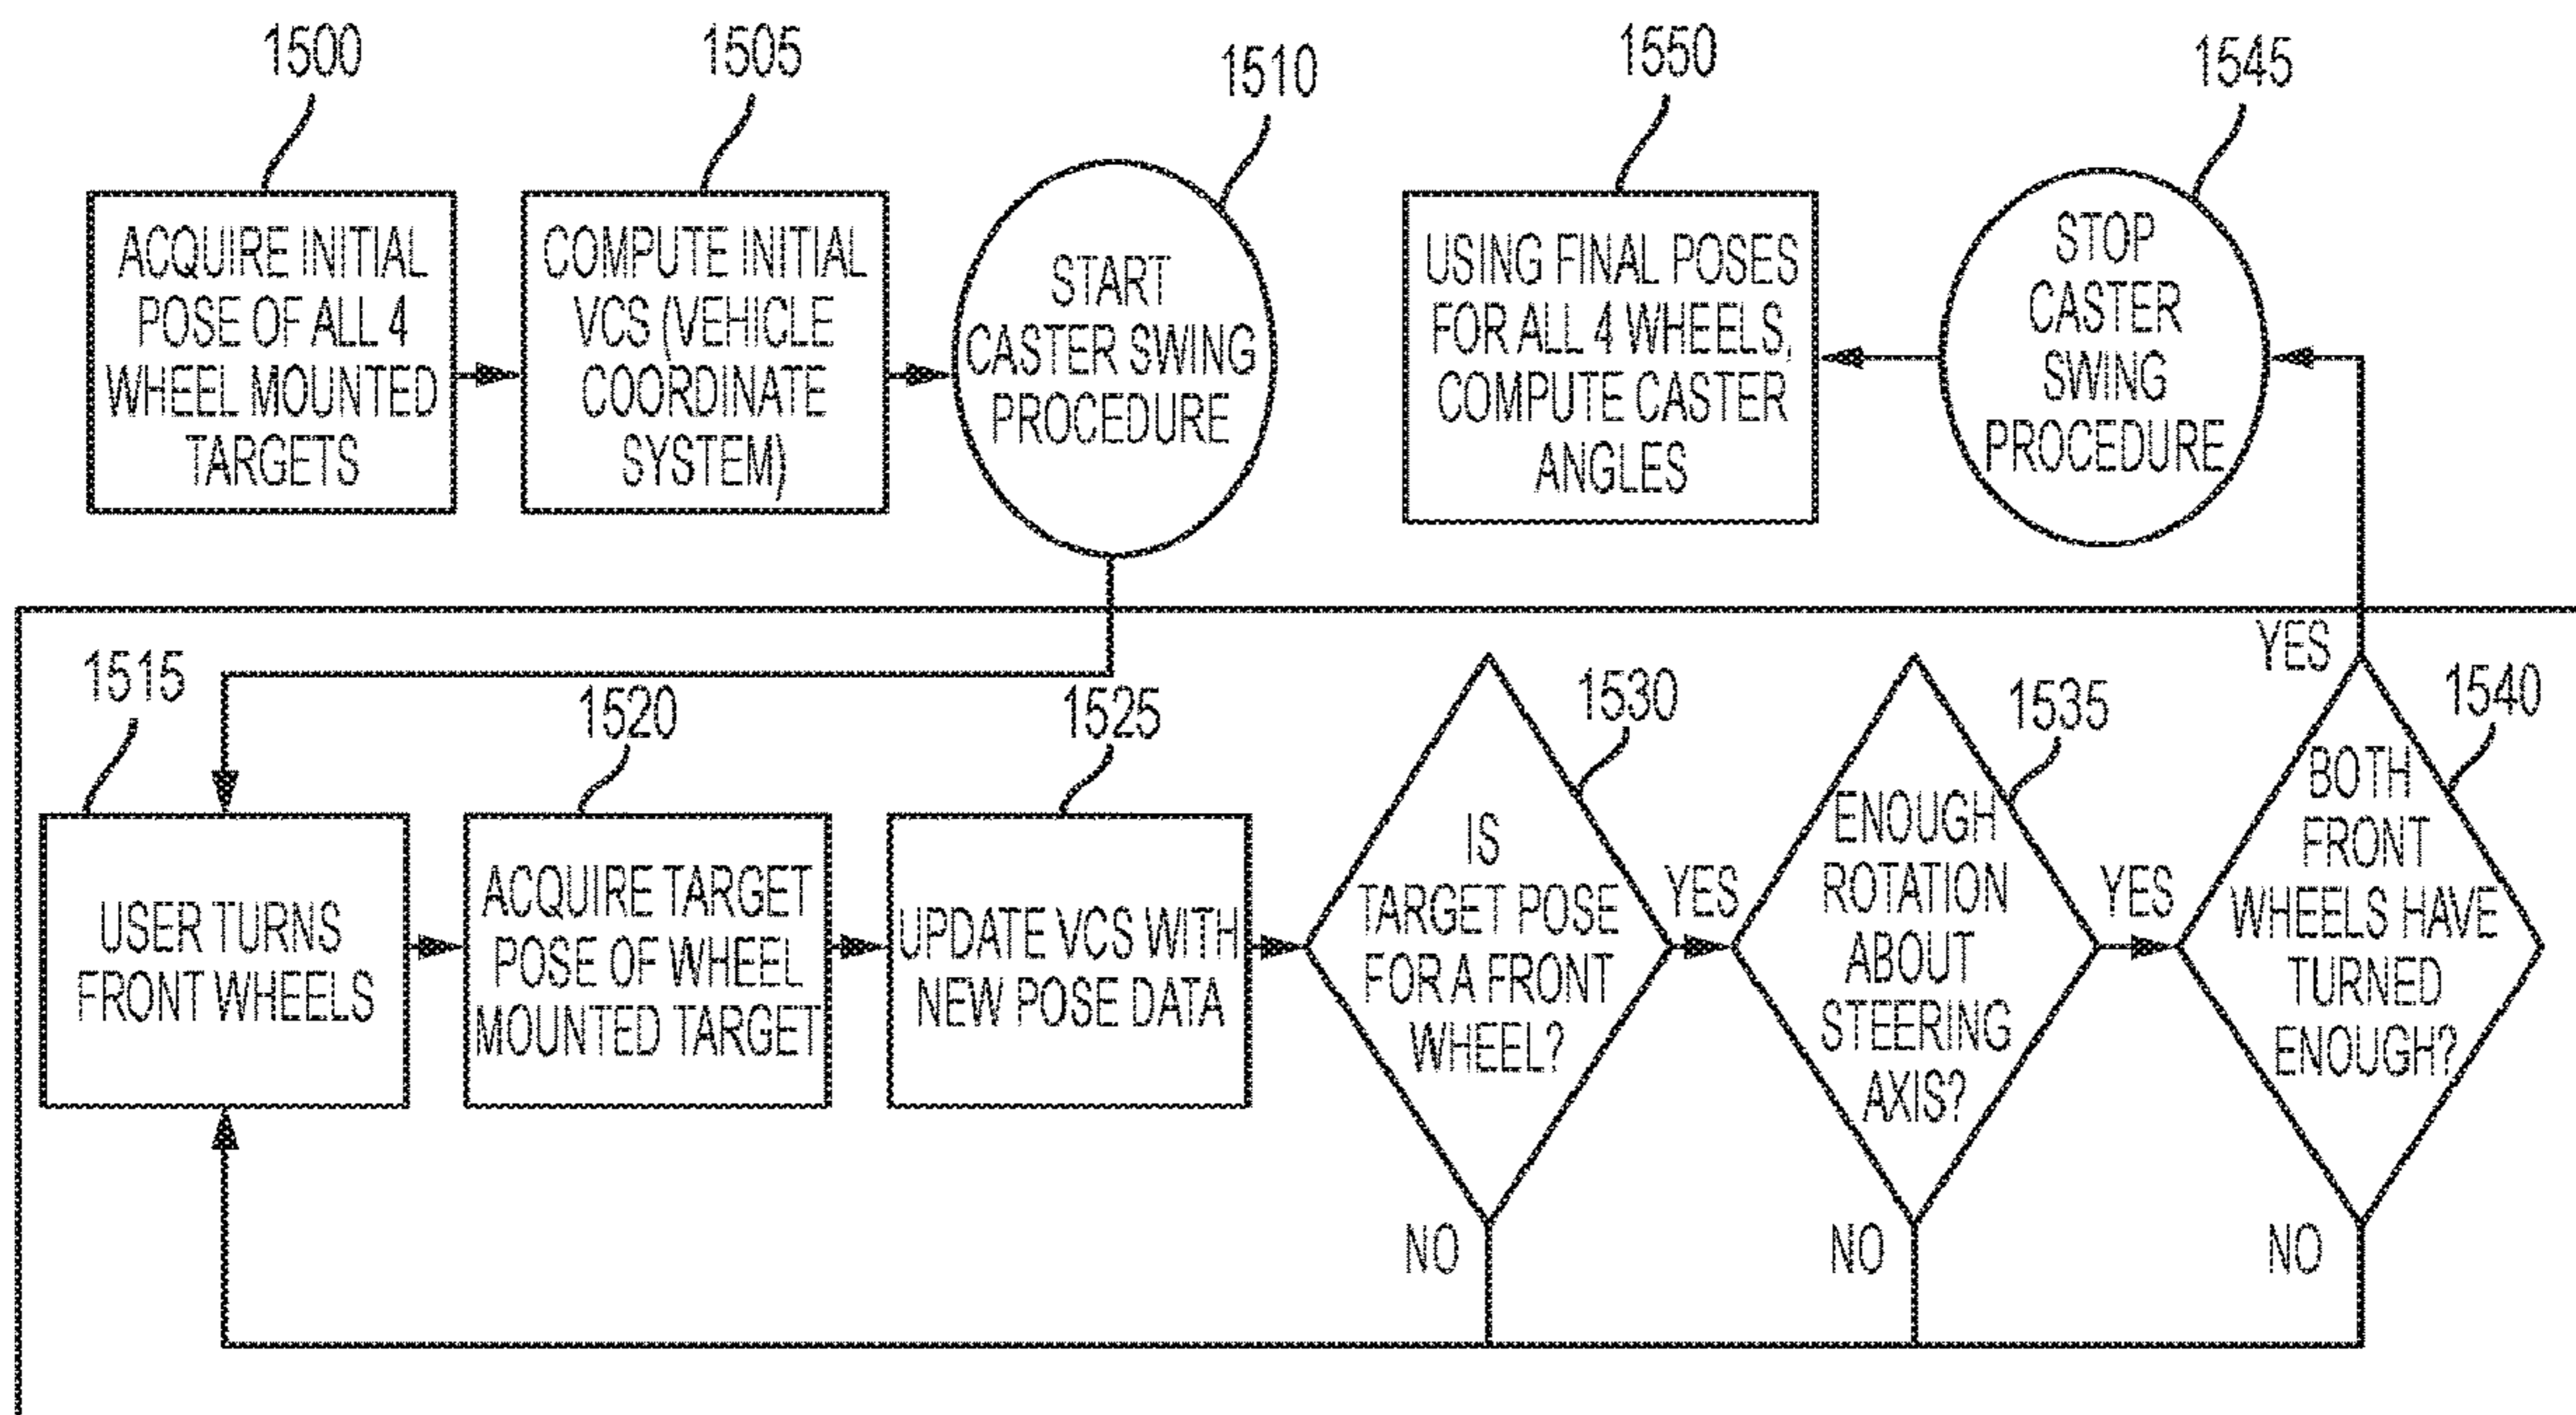 1500
1505
1510
1550
1545
ACQUIRE INITIAL
POSE OF ALL 4
WHEEL MOUNTED
TARGETS
COMPUTE INITIAL
VCS (VEHICLE
COORDINATE
SYSTEM)
START
CASTER SWING
PROCEDURE
USING FINAL POSES
FOR ALL 4 WHEELS,
COMPUTE CASTER
ANGLES
STOP
CASTER
SWING
PROCEDURE
1515
1520
1525
1530
1535
1540
USER TURNS
FRONT WHEELS
ACQUIRE TARGET
POSE OF WHEEL
MOUNTED TARGET
UPDATE VCS WITH
NEW POSE DATA
IS
TARGET POSE
FOR A FRONT
WHEEL?
YES
NO
ENOUGH
ROTATION
ABOUT
STEERING
AXIS?
YES
NO
BOTH
FRONT
WHEELS HAVE
TURNED
ENOUGH?
YES
NO